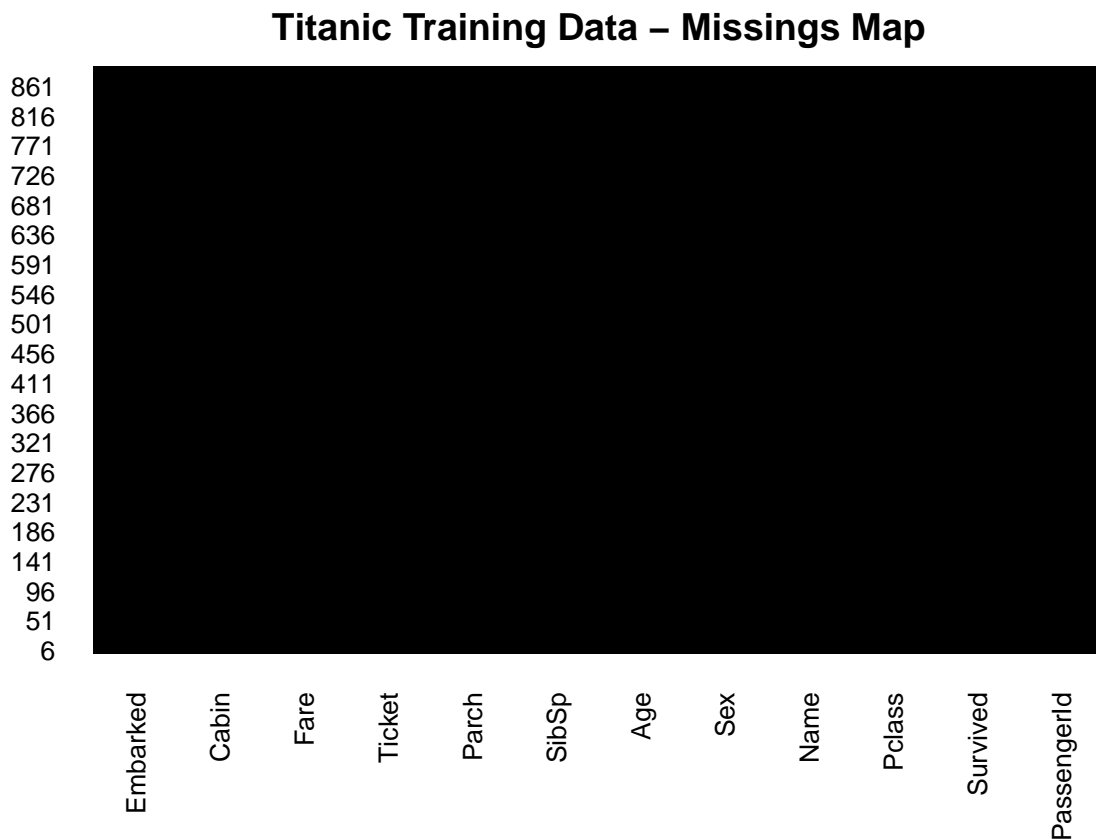 Titanic Training Data – Missings Map
861
816
771
726
681
636
591
546
501
456
411
366
321
276
231
186
141
96
51
6
Embarked
Cabin
Fare
Ticket
Parch
SibSp
Age
Sex
Name
Pclass
Survived
PassengerId